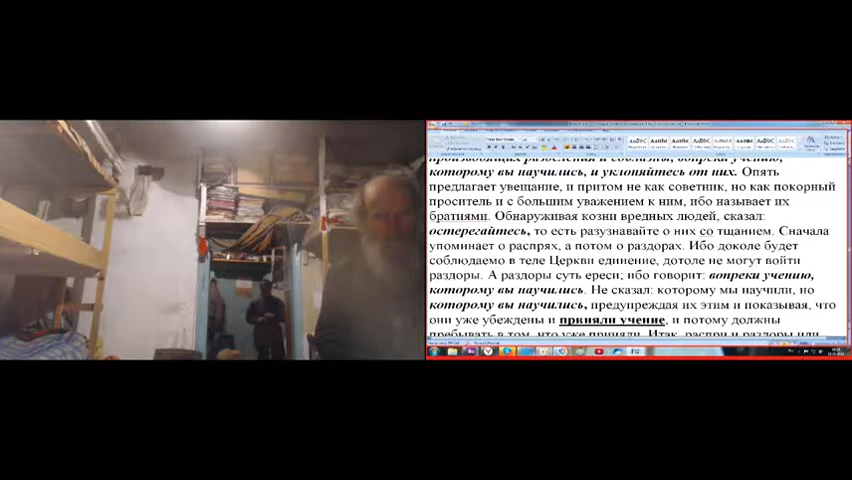 производящих разделения и соблазны, вопреки учению,
которому вы научились, и уклоняйтесь от них. Опять
предлагает увещание, и притом не как советник, но как покорный
проситель и с большим уважением к ним, ибо называет их
братиями. Обнаруживая козни вредных людей, сказал:
остерегайтесь, то есть разузнавайте о них со тщанием. Сначала
упоминает о распрях, а потом о раздорах. Ибо доколе будет
соблюдаемо в теле Церкви единение, дотоле не могут войти
раздоры. А раздоры суть ереси; ибо говорит: вопреки учению,
которому вы научились. Не сказал: которому мы научили, но
которому вы научились, предупреждая их этим и показывая, что
они уже убеждены и пркняли учение, и потому должны
пребывать в том, что уже приняли. Итак, распри и раздоры или